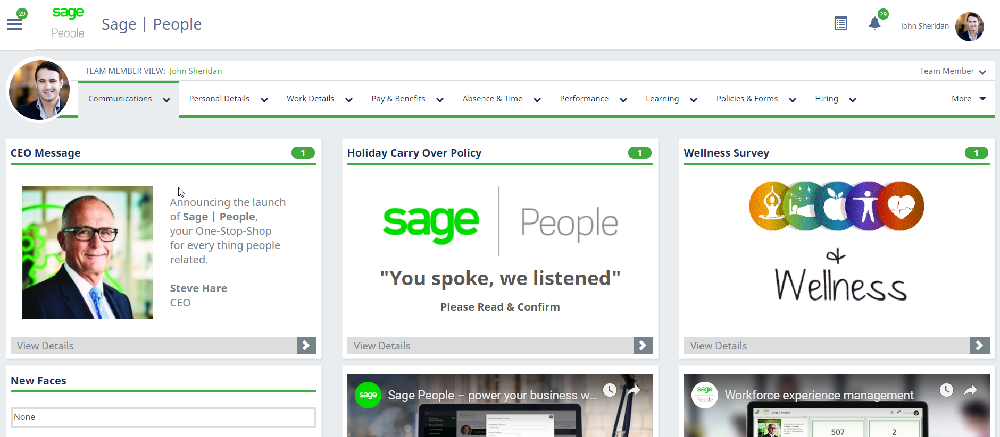 29
sage
People
Sage | People
29
John Sheridan
TEAM MEMBER VIEW: John Sheridan
Team Member
Communications
Personal Details
Work Details
Pay & Benefits
Absence & Time
Performance
Learning
Policies & Forms
Hiring
More
CEO Message
1
Announcing the launch
of Sage | People,
your One-Stop-Shop
for every thing people
related.
Steve Hare
CEO
View Details
Holiday Carry Over Policy
1
sage | People
"You spoke, we listened"
Please Read & Confirm
View Details
Wellness Survey
1
&
Wellness
View Details
New Faces
None
sage
Sage People – power your business w...
sage
People
Workforce experience management
Sage | People
507
2